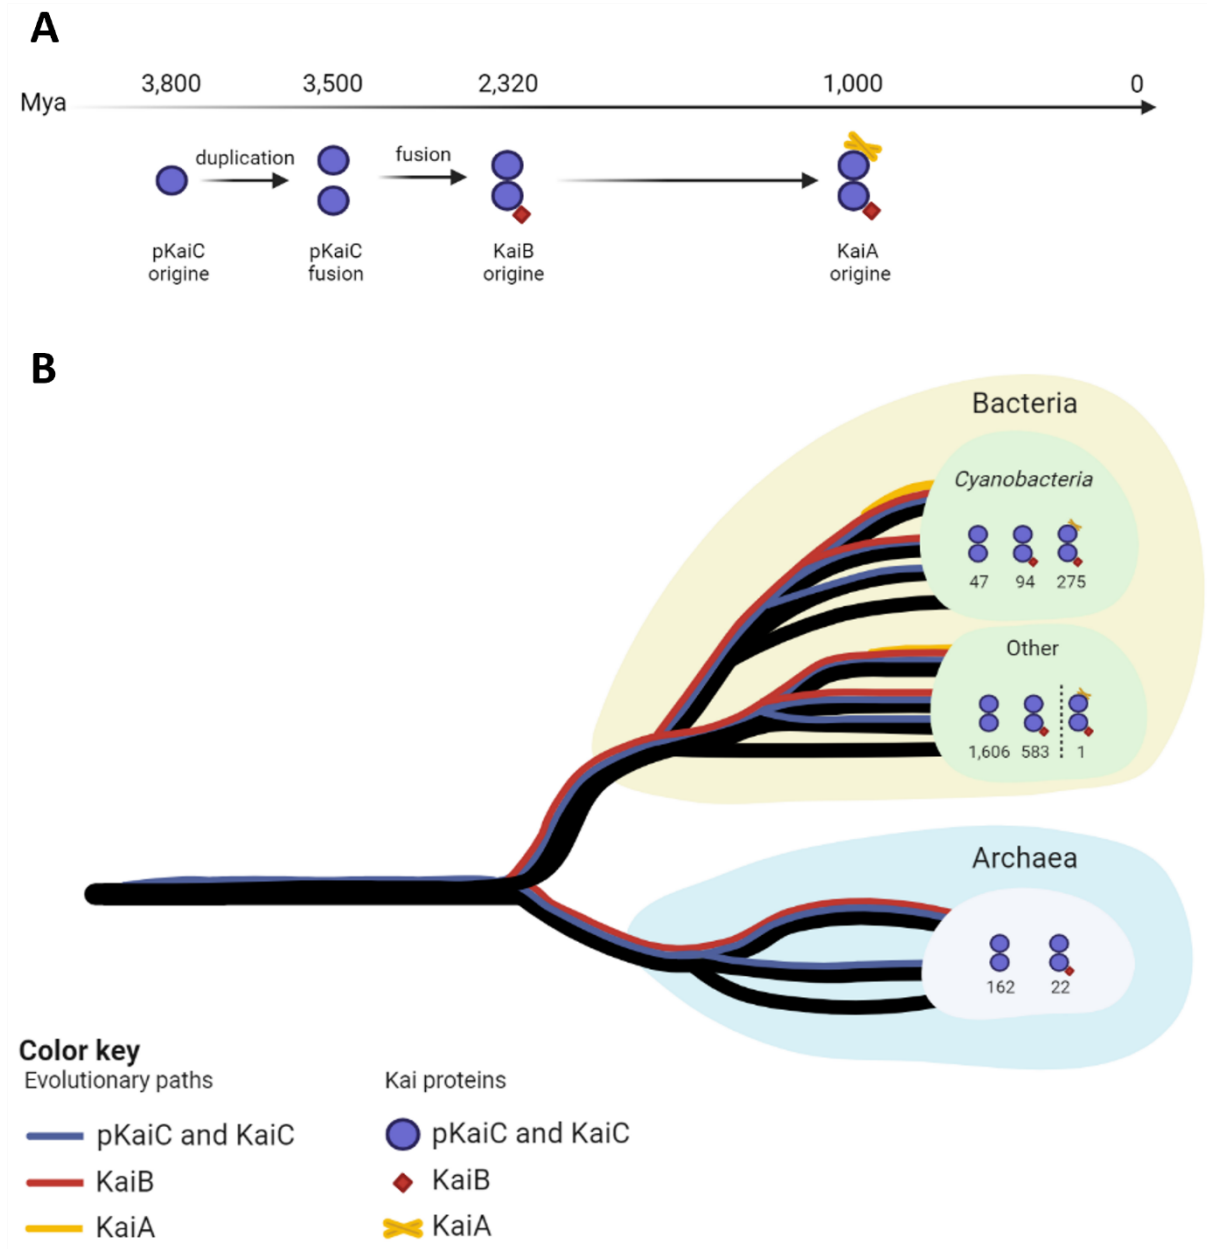 A
3,800 3,500 2,320 1,000 0
Mya
duplication fusion
pKaiC
origine
pKaiC
fusion
KaiB
origine
KaiA
origine
B
Bacteria
Cyanobacteria
47 94 275
Other
1,606 583 1
Archaea
162 22
Color key
Evolutionary paths
pKaiC and KaiC
KaiB
KaiA
Kai proteins
pKaiC and KaiC
KaiB
KaiA